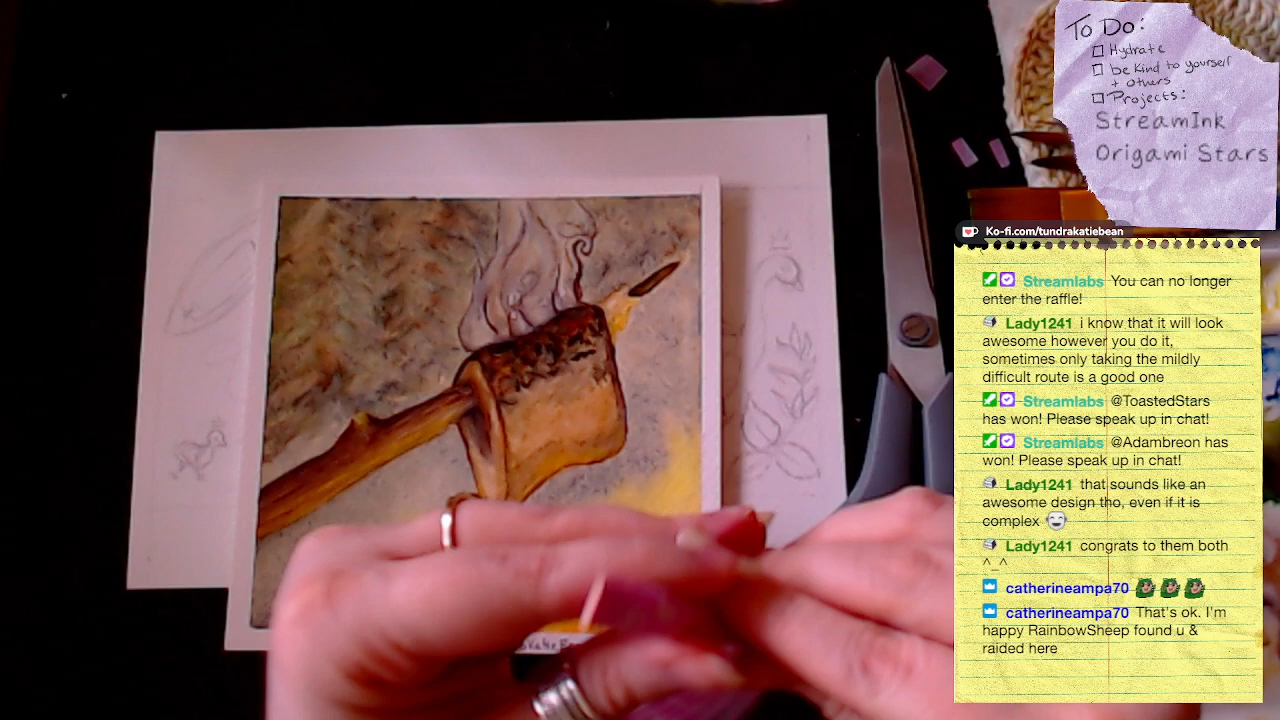 To Do:
Hydrate
be kind to yourself
+ others
Projects:
StreamInk
Origami Stars
Ko-fi.com/tundrakatiebean
Streamlabs You can no longer
enter the raffle!
Lady1241 i know that it will look
awesome however you do it,
sometimes only taking the mildly
difficult route is a good one
Streamlabs @ToastedStars
has won! Please speak up in chat!
Streamlabs @Adambreon has
won! Please speak up in chat!
Lady1241 that sounds like an
awesome design tho, even if it is
complex
Lady1241 congrats to them both
^_^
catherineampa70
catherineampa70 That's ok. I'm
happy RainbowSheep found u &
raided here